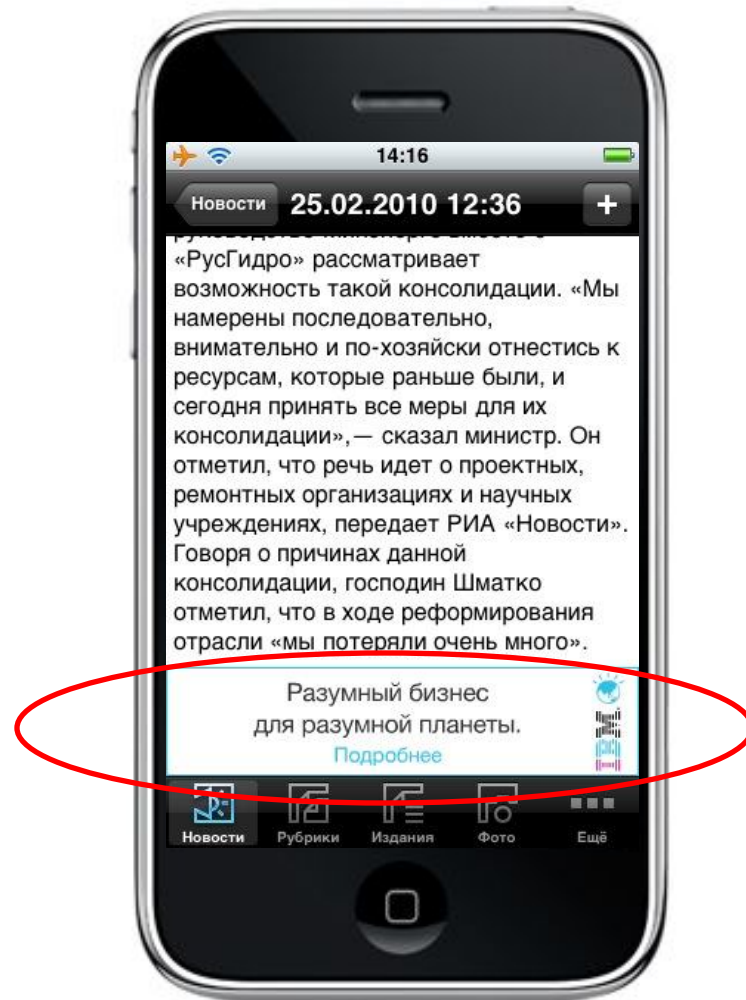 14:16
Новости 25.02.2010 12:36 +
«РусГидро» рассматривает
возможность такой консолидации. «Мы
намерены последовательно,
внимательно и по-хозяйски отнестись к
ресурсам, которые раньше были, и
сегодня принять все меры для их
консолидации»,— сказал министр. Он
отметил, что речь идет о проектных,
ремонтных организациях и научных
учреждениях, передает РИА «Новости».
Говоря о причинах данной
консолидации, господин Шматко
отметил, что в ходе реформирования
отрасли «мы потеряли очень много».
Разумный бизнес
для разумной планеты.
Подробнее
IBM.
Новости Рубрики Издания Фото Ещё